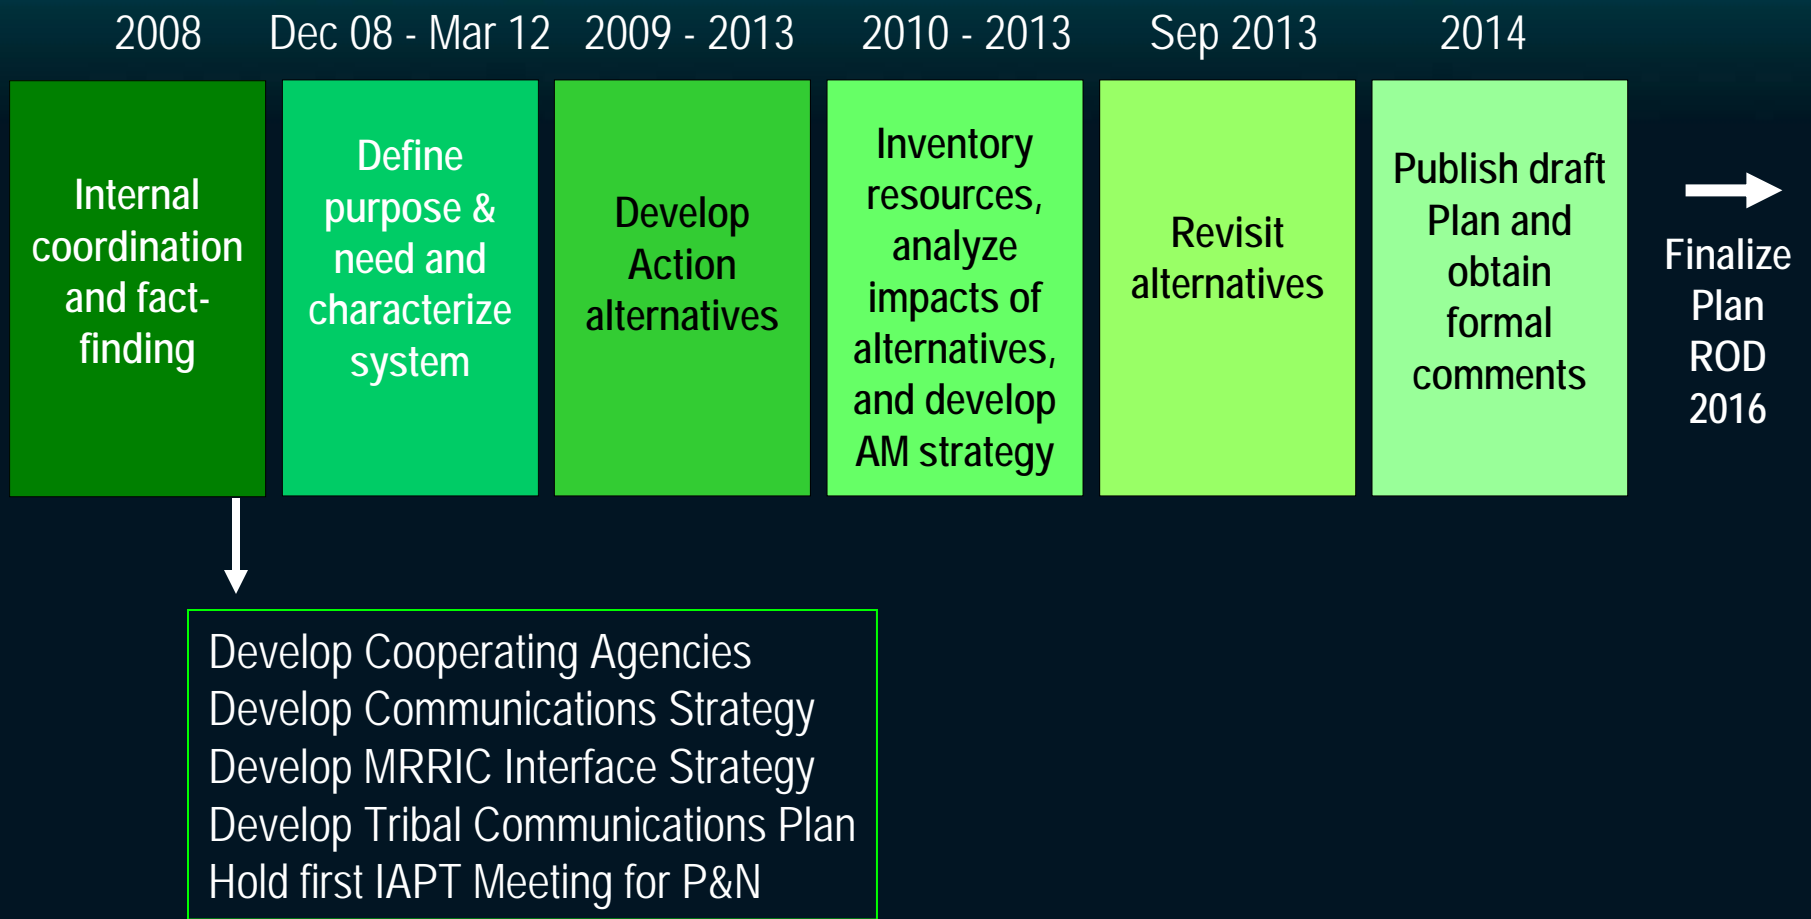 2008
Dec 08 - Mar 12
2009 - 2013
2010 - 2013
Sep 2013
2014
Internal
coordination
and fact-
finding
Define
purpose &
need and
characterize
system
Develop
Action
alternatives
Inventory
resources,
analyze
impacts of
alternatives,
and develop
AM strategy
Revisit
alternatives
Publish draft
Plan and
obtain
formal
comments
Finalize
Plan
ROD
2016
Develop Cooperating Agencies
Develop Communications Strategy
Develop MRRIC Interface Strategy
Develop Tribal Communications Plan
Hold first IAPT Meeting for P&N